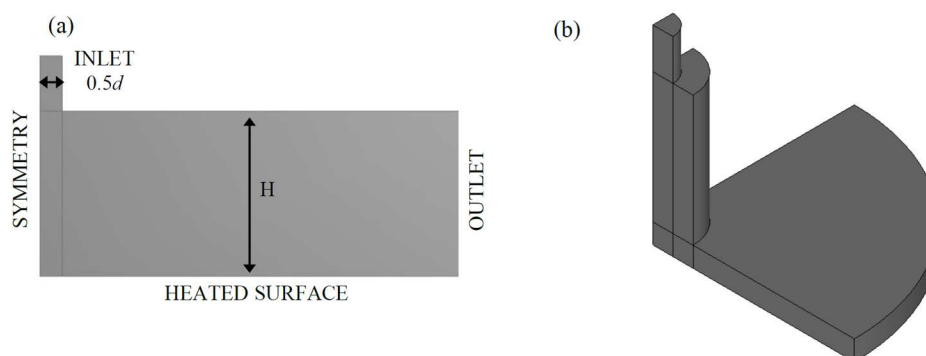 (a)
(b)
INLET
0.5d
SYMMETRY
H
OUTLET
HEATED SURFACE